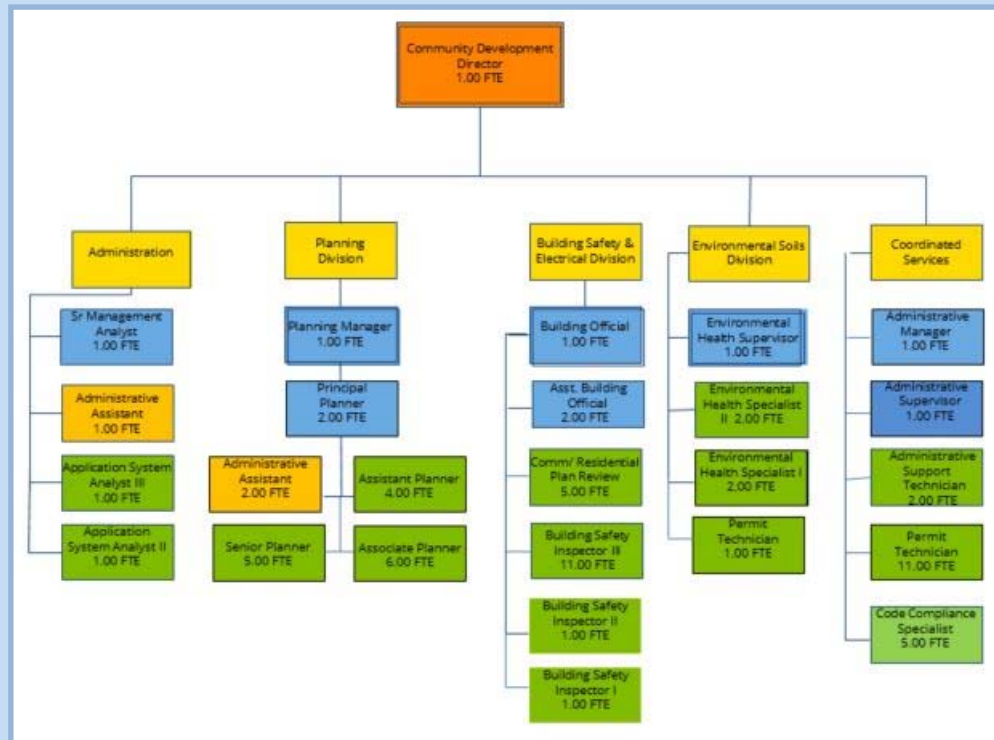 Community Development
Director
1.00 FTE
Administration
Sr Management
Analyst
1.00 FTE
Administrative
Assistant
1.00 FTE
Application System
Analyst III
1.00 FTE
Application
System Analyst II
1.00 FTE
Planning
Division
Planning Manager
1.00 FTE
Principal
Planner
2.00 FTE
Administrative
Assistant
2.00 FTE
Assistant Planner
4.00 FTE
Senior Planner
5.00 FTE
Associate Planner
6.00 FTE
Building Safety &
Electrical Division
Building Official
1.00 FTE
Asst. Building
Official
2.00 FTE
Comm/ Residential
Plan Review
5.00 FTE
Building Safety
Inspector III
11.00 FTE
Building Safety
Inspector II
1.00 FTE
Building Safety
Inspector I
1.00 FTE
Environmental Soils
Division
Environmental
Health Supervisor
1.00 FTE
Environmental
Health Specialist
II 2.00 FTE
Environmental
Health Specialist I
2.00 FTE
Permit
Technician
1.00 FTE
Coordinated
Services
Administrative
Manager
1.00 FTE
Administrative
Supervisor
1.00 FTE
Administrative
Support
Technician
2.00 FTE
Permit
Technician
11.00 FTE
Code Compliance
Specialist
5.00 FTE